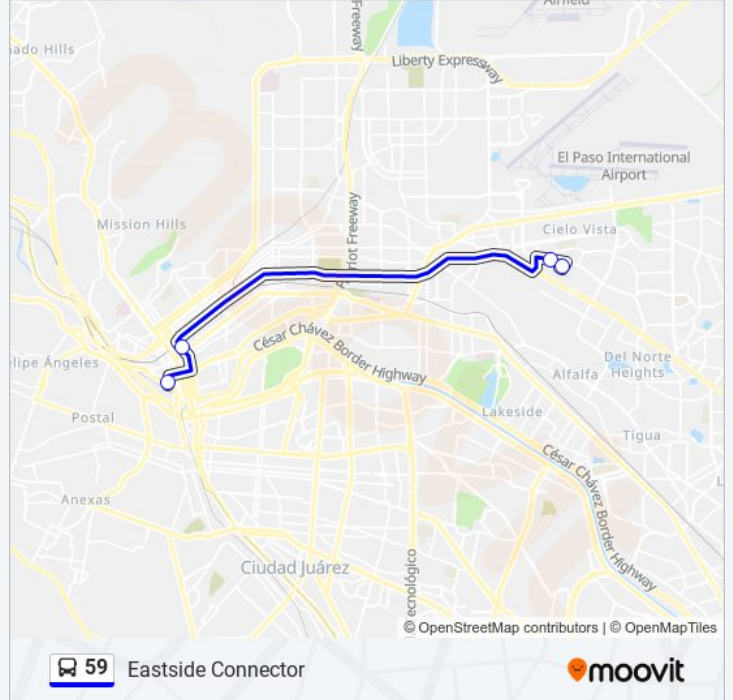 Airfield
ado Hills
Freeway
Liberty Expressway
El Paso International
Airport
Mission Hills
riot Freeway
Cielo Vista
César Chávez Border Highway
elipe Ángeles
Del Norte
Heights
Alfalfa
Postal
Lakeside
Tigua
César Chávez Border Highway
Anexas
Ciudad Juárez
ecnológico
© OpenStreetMap contributors | © OpenMapTiles
59 Eastside Connector
moovit